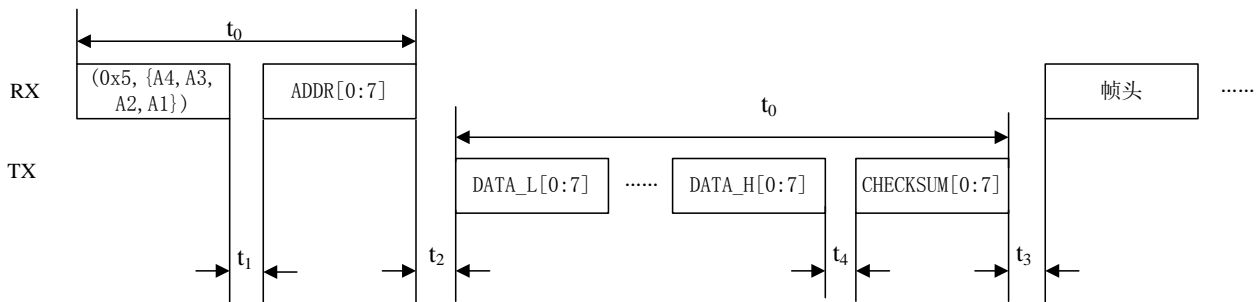 t0
RX
(0x5, {A4, A3,
A2, A1})
ADDR[0:7]
帧头
······
t0
TX
DATA_L[0:7]
······
DATA_H[0:7]
CHECKSUM[0:7]
t1
t2
t4
t3